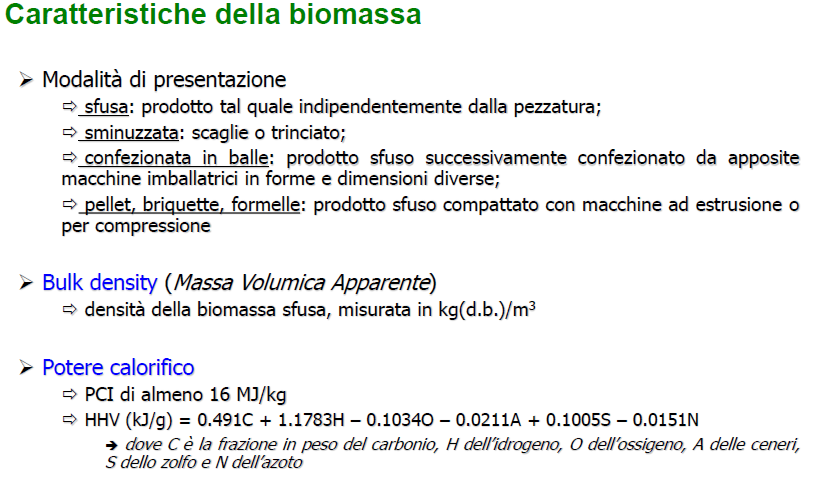 Caratteristiche della biomassa
➢ Modalità di presentazione
⇨ sfusa: prodotto tal quale indipendentemente dalla pezzatura;
⇨ sminuzzata: scaglie o trinciato;
⇨ confezionata in balle: prodotto sfuso successivamente confezionato da apposite
macchine imballatrici in forme e dimensioni diverse;
⇨ pellet, briquette, formelle: prodotto sfuso compattato con macchine ad estrusione o
per compressione
➢ Bulk density (Massa Volumica Apparente)
⇨ densità della biomassa sfusa, misurata in kg(d.b.)/m³
➢ Potere calorifico
⇨ PCI di almeno 16 MJ/kg
⇨ HHV (kJ/g) = 0.491C + 1.1783H – 0.1034O – 0.0211A + 0.1005S – 0.0151N
➔ dove C è la frazione in peso del carbonio, H dell'idrogeno, O dell'ossigeno, A delle ceneri,
S dello zolfo e N dell'azoto